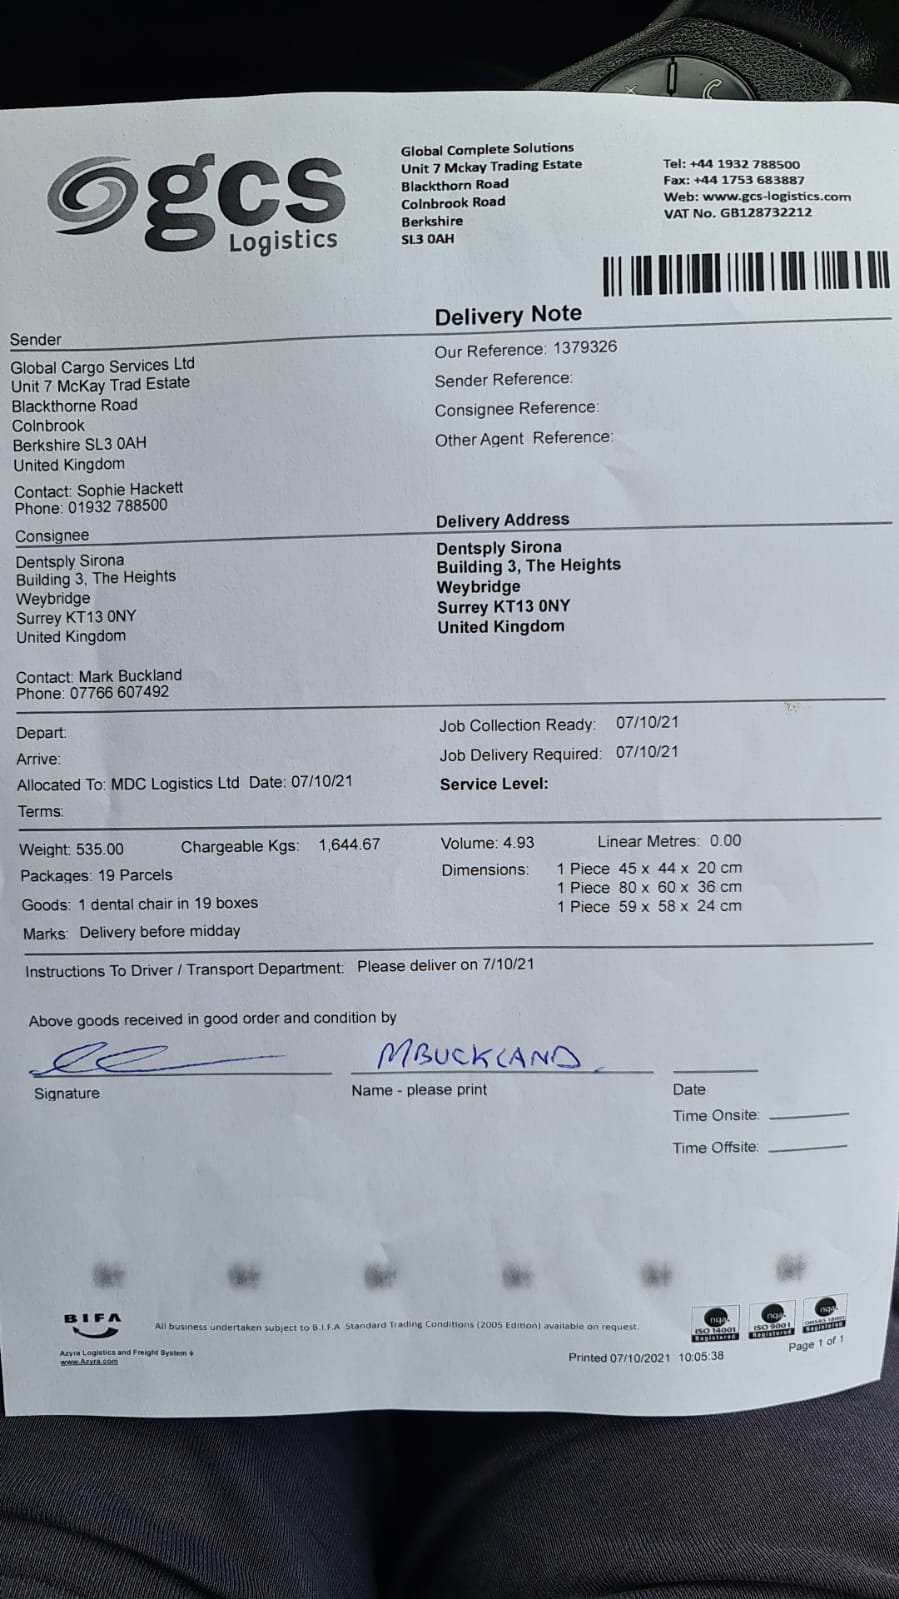 gcs
Logistics
Global Complete Solutions
Unit 7 Mckay Trading Estate
Blackthorn Road
Colnbrook Road
Berkshire
SL3 0AH
Tel: +44 1932 788500
Fax: +44 1753 683887
Web: www.gcs-logistics.com
VAT No. GB128732212
Delivery Note
Sender
Global Cargo Services Ltd
Unit 7 McKay Trad Estate
Blackthorne Road
Colnbrook
Berkshire SL3 0AH
United Kingdom
Contact: Sophie Hackett
Phone: 01932 788500
Our Reference: 1379326
Sender Reference:
Consignee Reference:
Other Agent Reference:
Consignee
Dentsply Sirona
Building 3, The Heights
Weybridge
Surrey KT13 0NY
United Kingdom
Contact: Mark Buckland
Phone: 07766 607492
Delivery Address
Dentsply Sirona
Building 3, The Heights
Weybridge
Surrey KT13 0NY
United Kingdom
Depart:
Arrive:
Allocated To: MDC Logistics Ltd Date: 07/10/21
Terms:
Job Collection Ready: 07/10/21
Job Delivery Required: 07/10/21
Service Level:
Weight: 535.00 Chargeable Kgs: 1,644.67 Volume: 4.93 Linear Metres: 0.00
Packages: 19 Parcels
Goods: 1 dental chair in 19 boxes
Marks: Delivery before midday
Dimensions: 1 Piece 45 x 44 x 20 cm
1 Piece 80 x 60 x 36 cm
1 Piece 59 x 58 x 24 cm
Instructions To Driver / Transport Department: Please deliver on 7/10/21
Above goods received in good order and condition by
MBUCKLAND
Signature
Name - please print
Date
Time Onsite:
Time Offsite:
BIFA
All business undertaken subject to B.I.F.A Standard Trading Conditions (2005 Edition) available on request.
nqa.
ISO 14001
Registered
nqa.
ISO 9001
Registered
nqa.
OHSAS 18001
Registered
Azyra Logistics and Freight System
www.Azyra.com
Printed 07/10/2021 10:05:38
Page 1 of 1